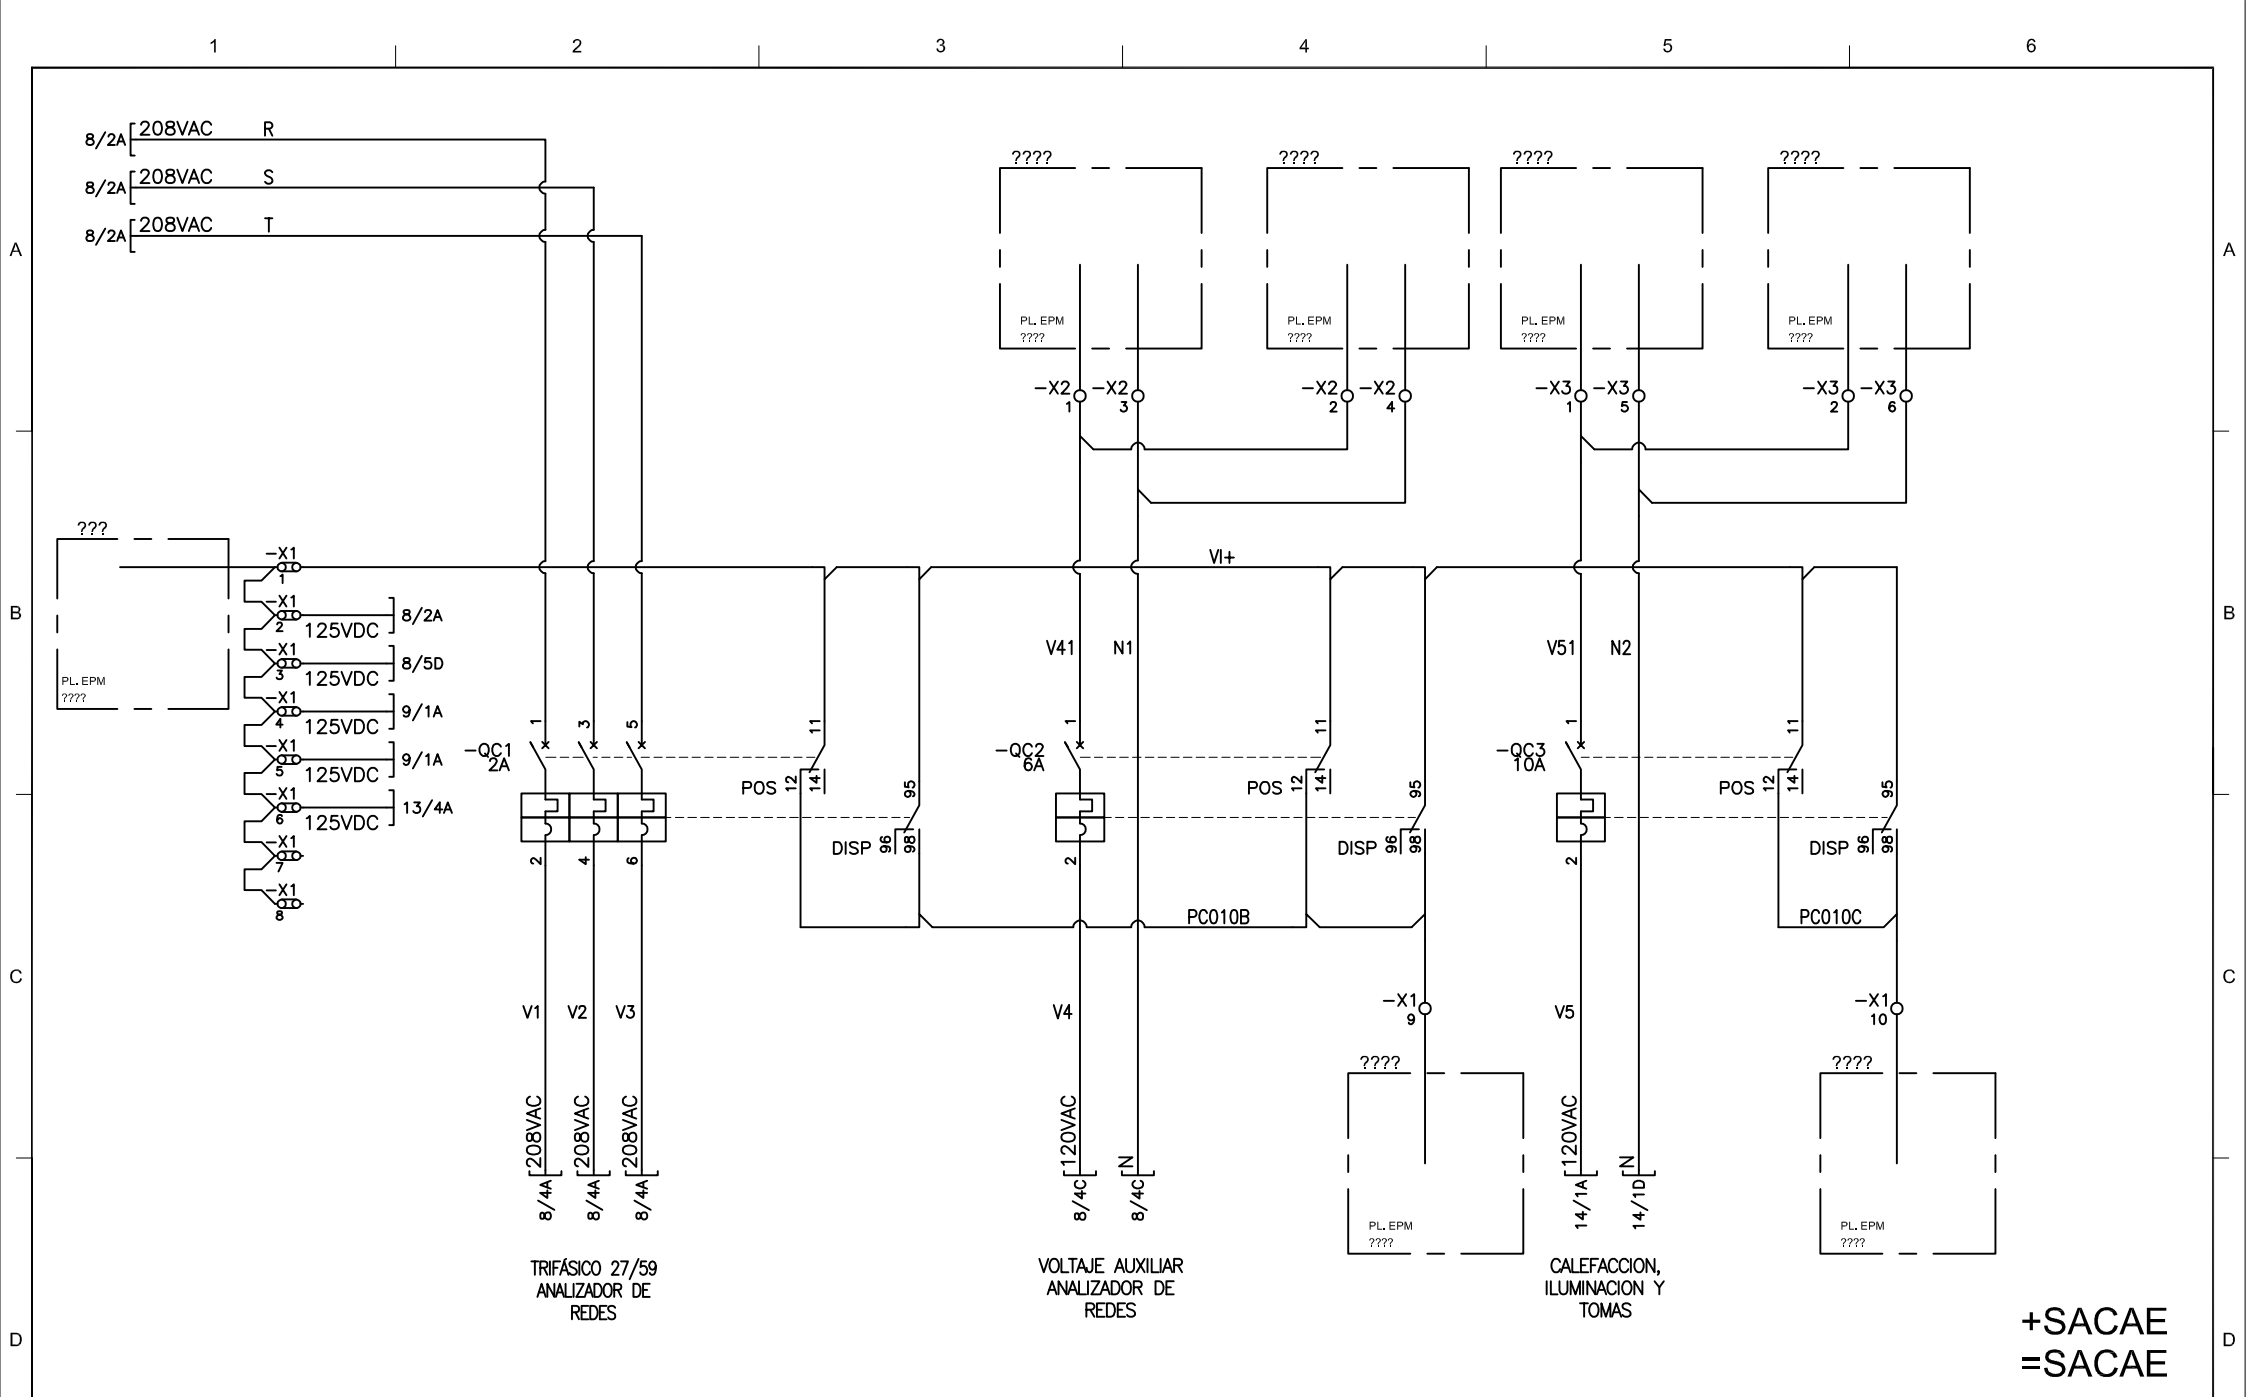 1 2 3 4 5 6
A A
B B
C C
D D
8/2A 208VAC R
8/2A 208VAC S
8/2A 208VAC T
???? ???? ???? ????
PL. EPM PL. EPM PL. EPM PL. EPM
???? ???? ???? ????
-X2 -X2 -X2 -X2 -X3 -X3 -X3 -X3
1 3 2 4 1 5 2 6
???
PL. EPM
????
-X1
1
-X1
2 125VDC 8/2A
-X1
3 125VDC 8/5D
-X1
4 125VDC 9/1A
-X1
5 125VDC 9/1A
-X1
6 125VDC 13/4A
-X1
7
-X1
8
VI+
V41 N1 V51 N2
1 3 5 11 1 11 1 11
-QC1
2A
12 14
POS
95
DISP 96 98
2 4 6
-QC2
6A
12 14
POS
95
DISP 96 98
2
-QC3
10A
12 14
POS
95
DISP 96 98
2
PC010B PC010C
V1 V2 V3 V4 V5
-X1
9
-X1
10
???? ????
PL. EPM PL. EPM
???? ????
208VAC 208VAC 208VAC 120VAC N 120VAC N
8/4A 8/4A 8/4A 8/4C 8/4C 14/1A 14/1D
TRIFÁSICO 27/59
ANALIZADOR DE
REDES
VOLTAJE AUXILIAR
ANALIZADOR DE
REDES
CALEFACCION,
ILUMINACION Y
TOMAS
+SACAE
=SACAE